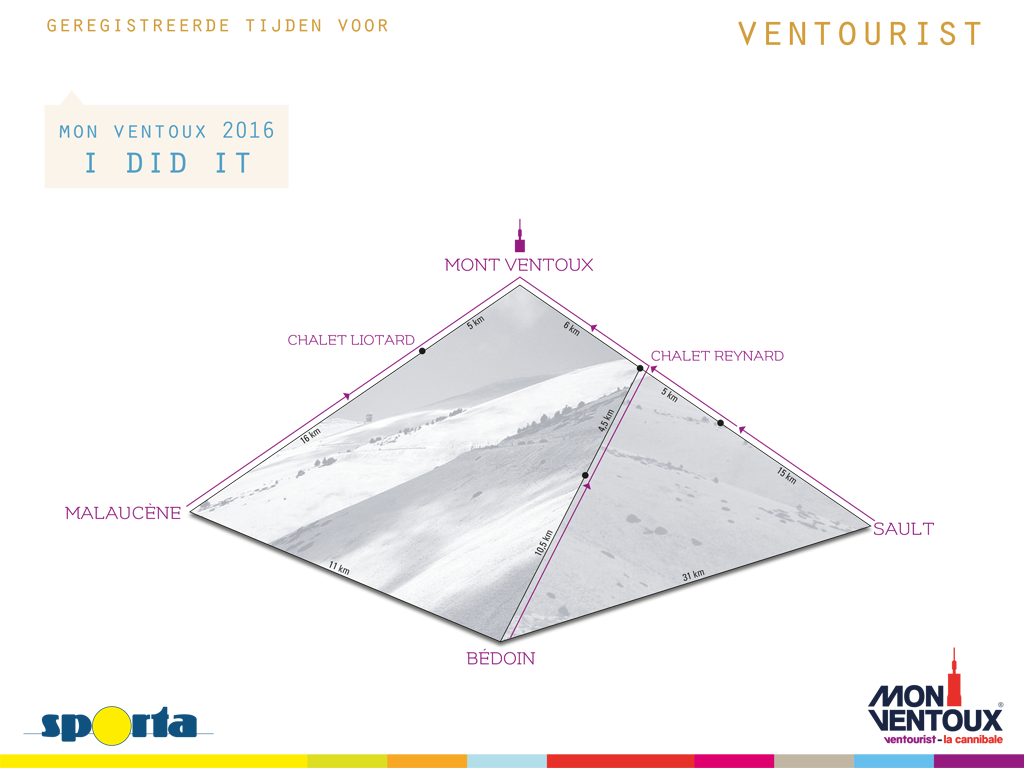 GEREGISTREERDE TIJDEN VOOR
VENTOURIST
MON VENTOUX 2016
I DID IT
MONT VENTOUX
5 km
6 km
CHALET LIOTARD
CHALET REYNARD
5 km
4,5 km
16 km
15 km
MALAUCÈNE
SAULT
10,5 km
11 km
31 km
BÉDOIN
sporta
MON
VENTOUX®
ventourist - la cannibale